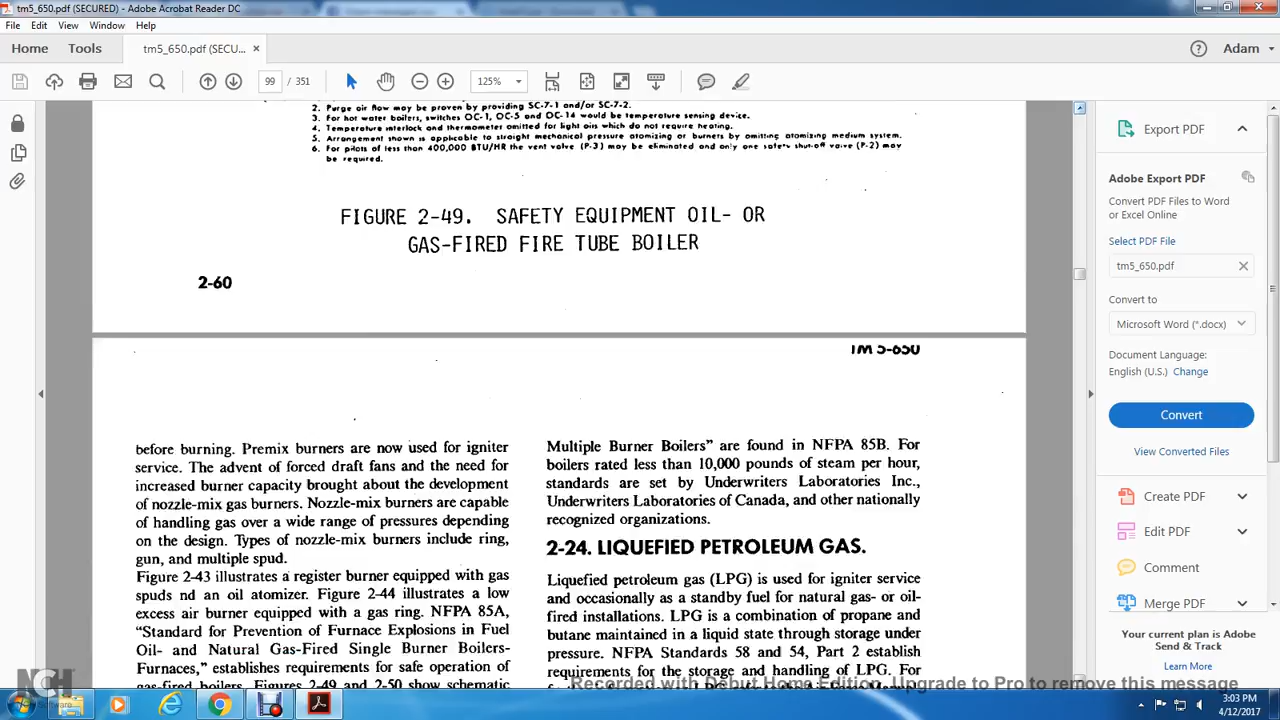 tm5_650.pdf (SECURED) - Adobe Acrobat Reader DC
File Edit View Window Help
Home Tools tm5_650.pdf (SECU... × Adam
99 / 351 125%
2. Purge air flow may be proven by providing SC-7-1 and/or SC-7-2.
3. For hot water boilers, switches OC-1, OC-5 and OC-14 would be temperature sensing device.
4. Temperature interlock and thermometer omitted for light oils which do not require heating.
5. Arrangement shown is applicable to straight mechanical pressure atomizing or burners by omitting atomizing medium system.
6. For pilots of less than 400,000 BTU/HR the vent valve (P-3) may be eliminated and only one safety shut-off valve (P-2) may
be required.
FIGURE 2-49. SAFETY EQUIPMENT OIL- OR
GAS-FIRED FIRE TUBE BOILER
2-60
TM 5-650
before burning. Premix burners are now used for igniter
service. The advent of forced draft fans and the need for
increased burner capacity brought about the development
of nozzle-mix gas burners. Nozzle-mix burners are capable
of handling gas over a wide range of pressures depending
on the design. Types of nozzle-mix burners include ring,
gun, and multiple spud.
Figure 2-43 illustrates a register burner equipped with gas
spuds nd an oil atomizer. Figure 2-44 illustrates a low
excess air burner equipped with a gas ring. NFPA 85A,
“Standard for Prevention of Furnace Explosions in Fuel
Oil- and Natural Gas-Fired Single Burner Boilers-
Furnaces,” establishes requirements for safe operation of
gas-fired boilers. Figures 2-49 and 2-50 show schematic
Multiple Burner Boilers” are found in NFPA 85B. For
boilers rated less than 10,000 pounds of steam per hour,
standards are set by Underwriters Laboratories Inc.,
Underwriters Laboratories of Canada, and other nationally
recognized organizations.
2-24. LIQUEFIED PETROLEUM GAS.
Liquefied petroleum gas (LPG) is used for igniter service
and occasionally as a standby fuel for natural gas- or oil-
fired installations. LPG is a combination of propane and
butane maintained in a liquid state through storage under
pressure. NFPA Standards 58 and 54, Part 2 establish
requirements for the storage and handling of LPG. For
Export PDF
Adobe Export PDF
Convert PDF Files to Word
or Excel Online
Select PDF File
tm5_650.pdf
Convert to
Microsoft Word (*.docx)
Document Language:
English (U.S.) Change
Convert
View Converted Files
Create PDF
Edit PDF
Comment
Merge PDF
Your current plan is Adobe
Send & Track
Learn More
NCH
Software
Recorded with Debut Home Edition. Upgrade to Pro to remove this message
3:03 PM
4/12/2017